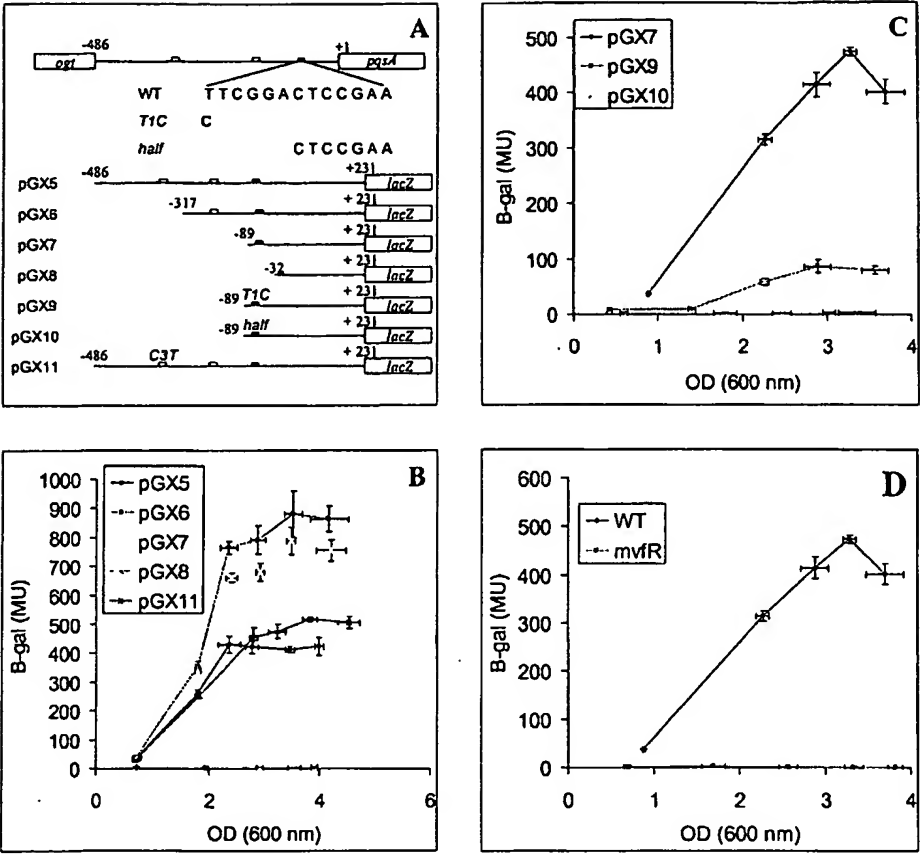 A
-486
+1
ogt
pqsA
WT TTCGGACTCCGAA
T1C C
half CTCCGAA
pGX5 -486 +231 lacZ
pGX6 -317 +231 lacZ
pGX7 -89 +231 lacZ
pGX8 -32 +231 lacZ
pGX9 -89 T1C +231 lacZ
pGX10 -89 half +231 lacZ
pGX11 -486 C3T +231 lacZ
C
pGX7
pGX9
pGX10
500
400
300
200
100
0
B-gal (MU)
0 1 2 3 4
OD (600 nm)
B
pGX5
pGX6
pGX7
pGX8
pGX11
1000
900
800
700
600
500
400
300
200
100
0
B-gal (MU)
0 2 4 6
OD (600 nm)
D
WT
mvfR
600
500
400
300
200
100
0
B-gal (MU)
0 1 2 3 4
OD (600 nm)